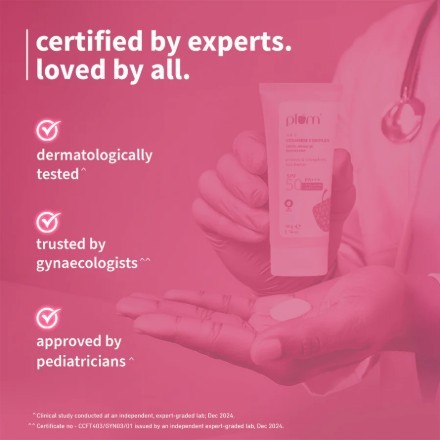 certified by experts.
loved by all.
dermatologically
tested^
trusted by
gynaecologists^^
approved by
pediatricians^
plum
SPF
50
PA++++
^Clinical study conducted at an independent, expert-graded lab, Dec 2024.
^^Certificate no - CCFT403/GYN03/01 issued by an independent expert-graded lab, Dec 2024.